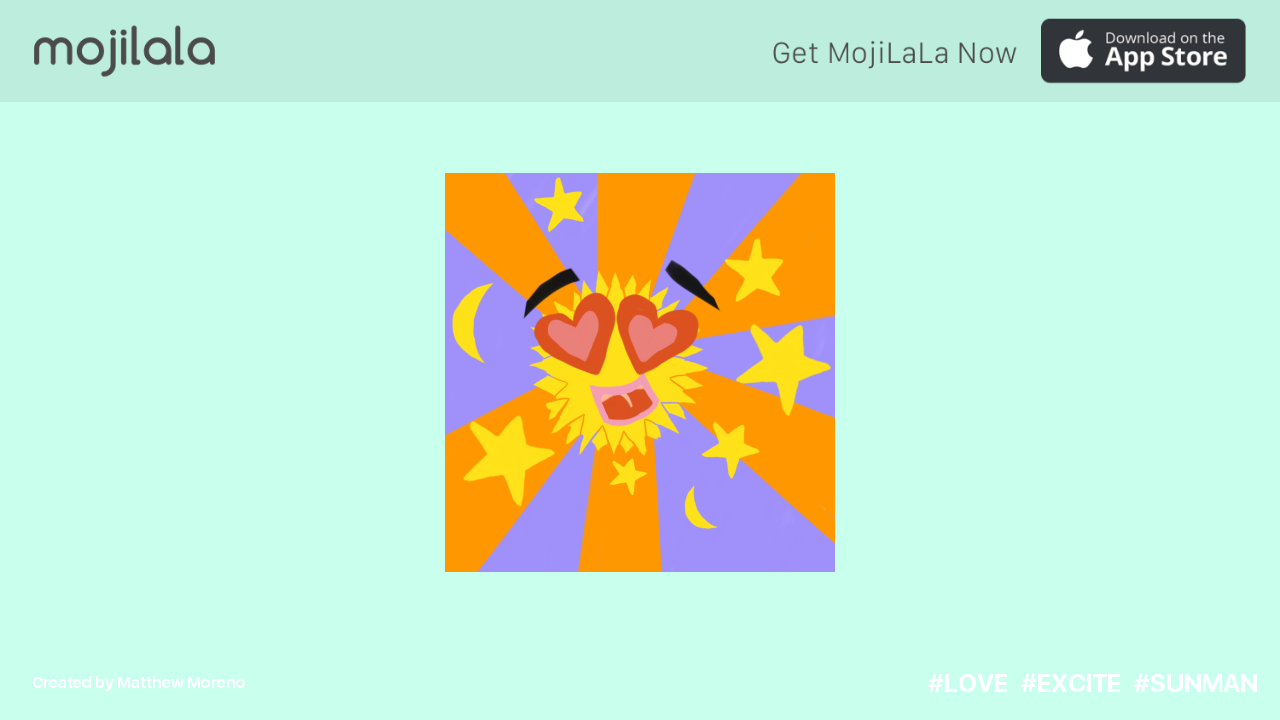 mojilala
Get MojiLaLa Now
Download on the
App Store
Created by Matthew Moreno
#LOVE #EXCITE #SUNMAN